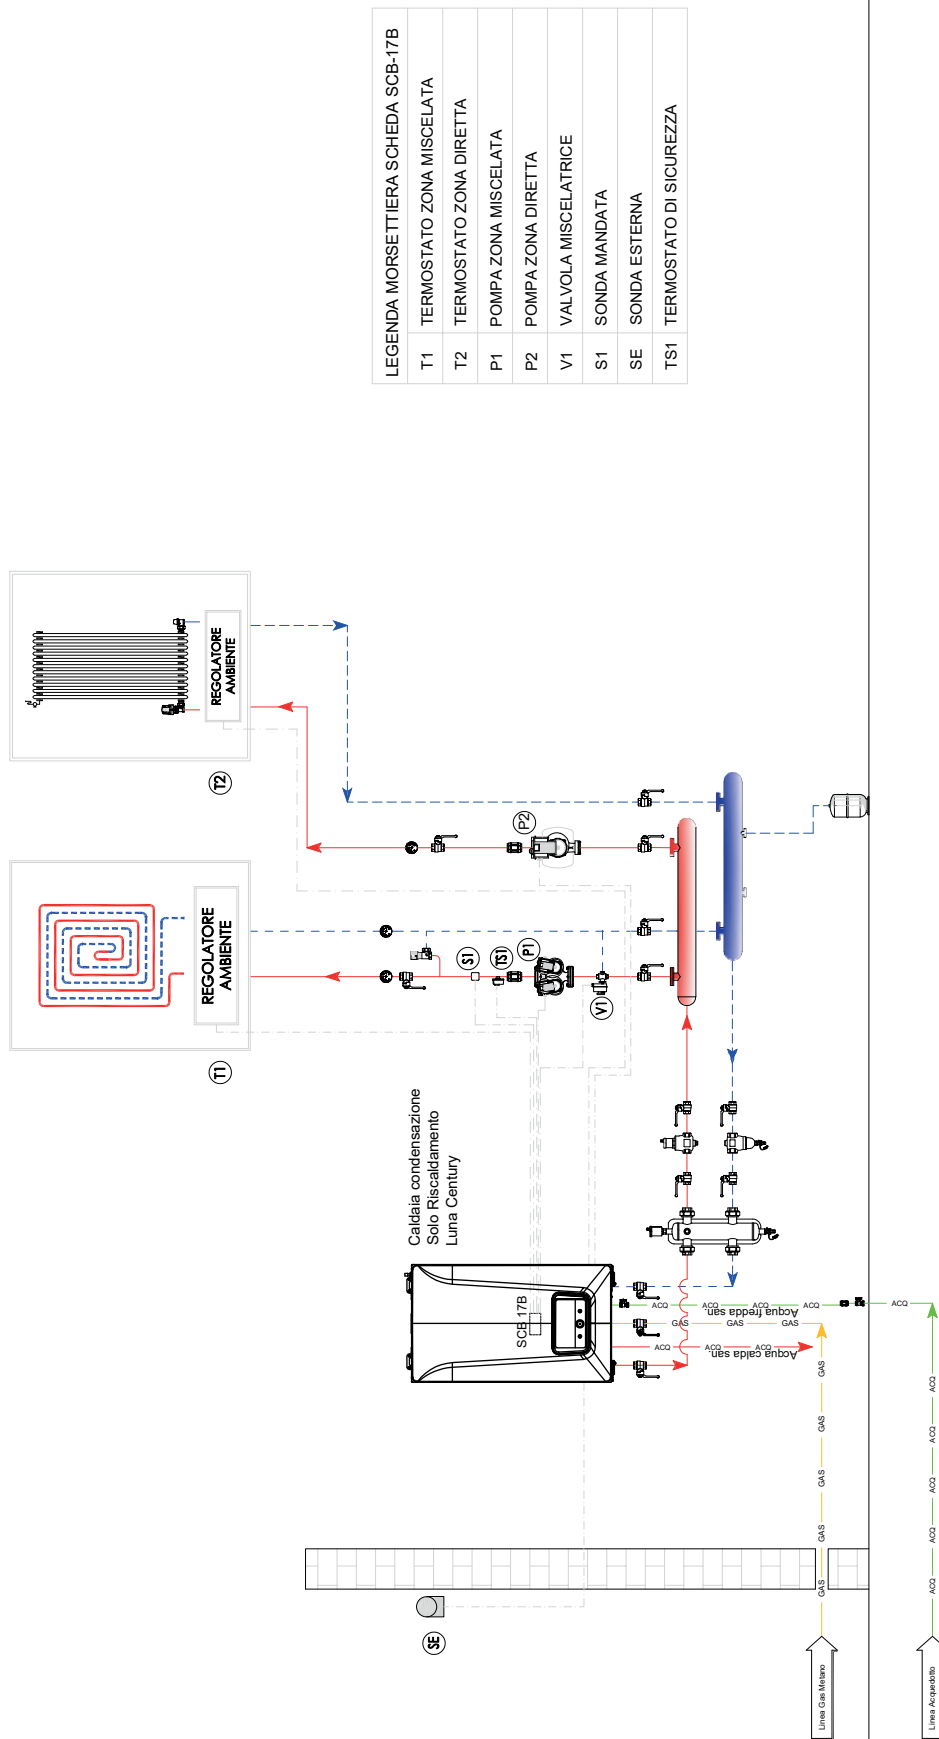 LEGENDA MORSETTIERA SCHEDA SCB-17B
T1 TERMOSTATO ZONA MISCELATA
T2 TERMOSTATO ZONA DIRETTA
P1 POMPA ZONA MISCELATA
P2 POMPA ZONA DIRETTA
V1 VALVOLA MISCELATRICE
S1 SONDA MANDATA
SE SONDA ESTERNA
TS1 TERMOSTATO DI SICUREZZA
REGOLATORE
AMBIENTE
T2
REGOLATORE
AMBIENTE
T1
P2
S1
TS1
P1
V1
Caldaia condensazione
Solo Riscaldamento
Luna Century
SCB 17B
ACQ ACQ ACQ ACQ ACQ
Acqua fredda san.
GAS GAS GAS
ACQ ACQ ACQ
Acqua calda san.
SE
GAS GAS GAS GAS GAS
Linea Gas Metano
ACQ ACQ ACQ ACQ ACQ
Linea Acquedotto